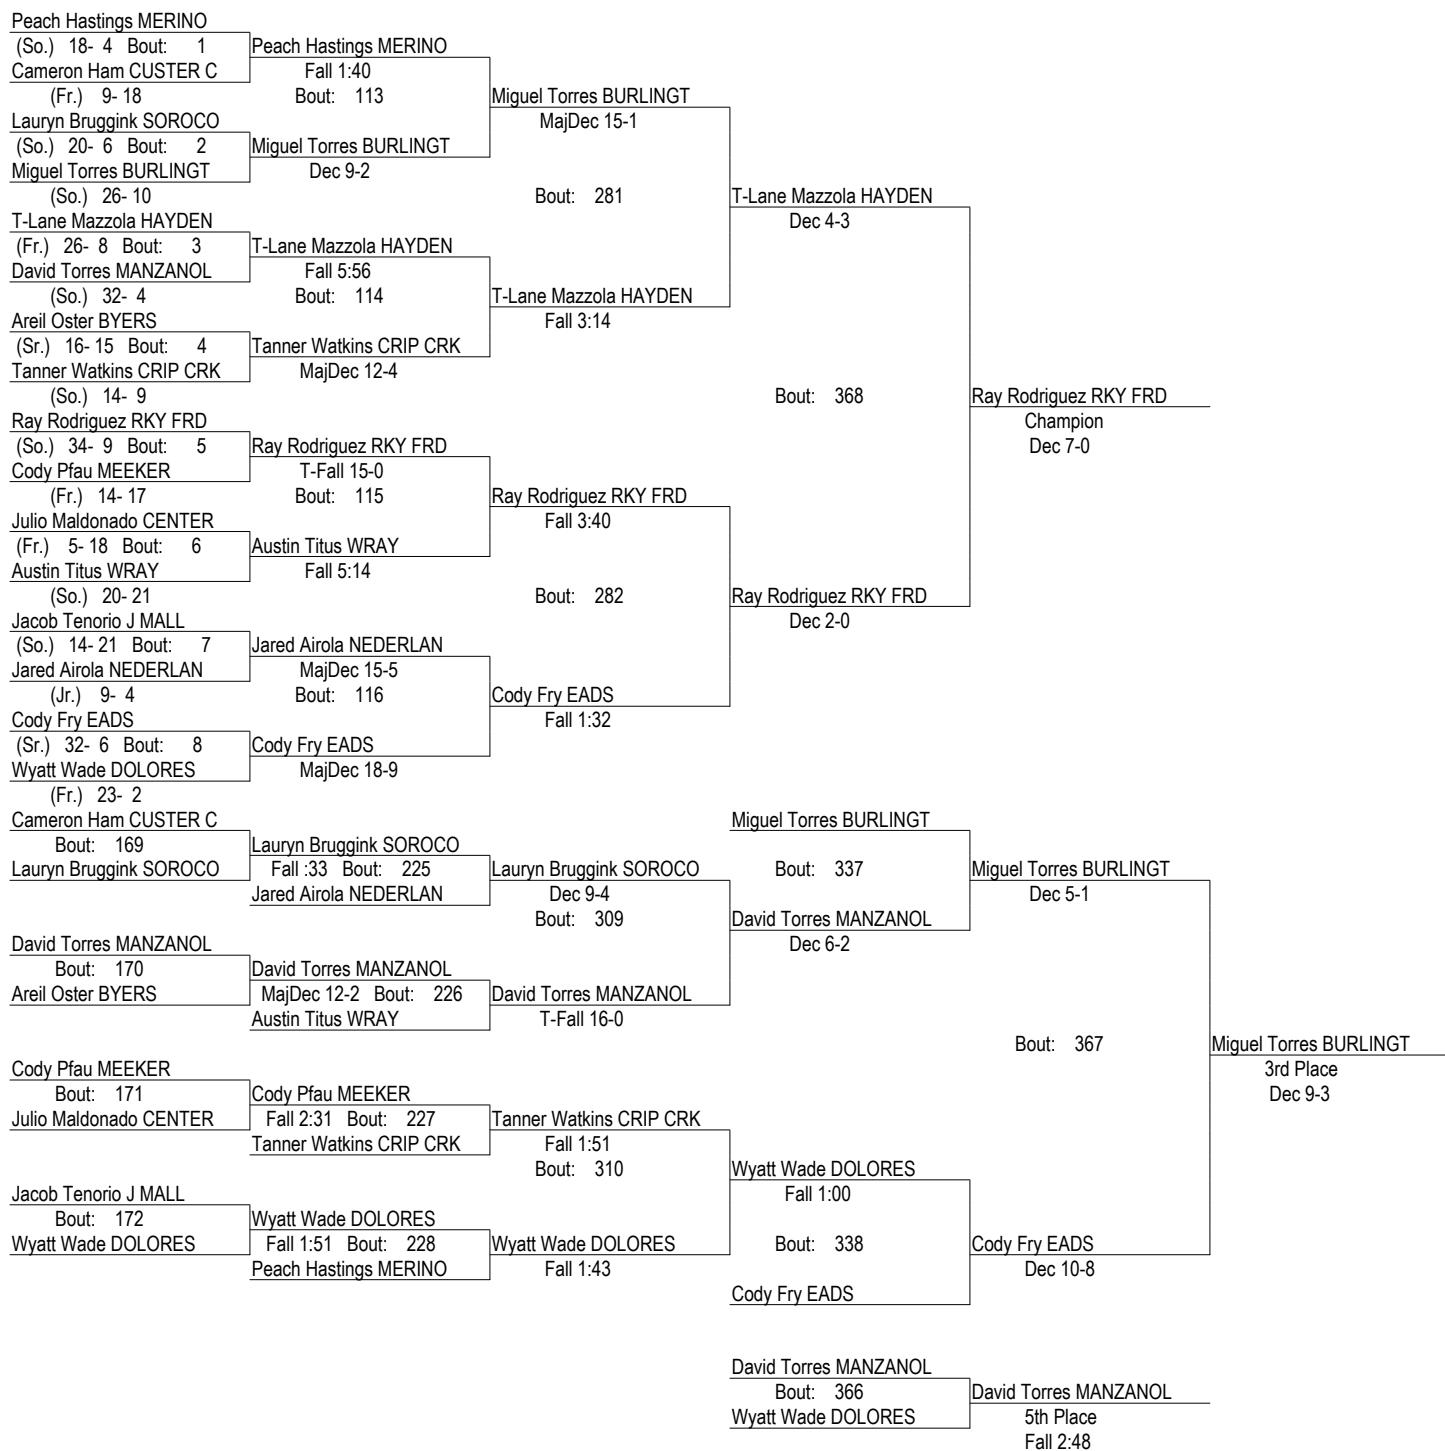 Peach Hastings MERINO
(So.) 18- 4 Bout: 1 Peach Hastings MERINO
Cameron Ham CUSTER C Fall 1:40
(Fr.) 9- 18 Bout: 113 Miguel Torres BURLINGT
Lauryn Bruggink SOROCO MajDec 15-1
(So.) 20- 6 Bout: 2 Miguel Torres BURLINGT
Miguel Torres BURLINGT Dec 9-2
(So.) 26- 10 Bout: 281 T-Lane Mazzola HAYDEN
T-Lane Mazzola HAYDEN Dec 4-3
(Fr.) 26- 8 Bout: 3 T-Lane Mazzola HAYDEN
David Torres MANZANOL Fall 5:56
(So.) 32- 4 Bout: 114 T-Lane Mazzola HAYDEN
Areil Oster BYERS Fall 3:14
(Sr.) 16- 15 Bout: 4 Tanner Watkins CRIP CRK
Tanner Watkins CRIP CRK MajDec 12-4
(So.) 14- 9 Bout: 368 Ray Rodriguez RKY FRD
Ray Rodriguez RKY FRD Champion
(So.) 34- 9 Bout: 5 Ray Rodriguez RKY FRD Dec 7-0
Cody Pfau MEEKER T-Fall 15-0
(Fr.) 14- 17 Bout: 115 Ray Rodriguez RKY FRD
Julio Maldonado CENTER Fall 3:40
(Fr.) 5- 18 Bout: 6 Austin Titus WRAY
Austin Titus WRAY Fall 5:14
(So.) 20- 21 Bout: 282 Ray Rodriguez RKY FRD
Jacob Tenorio J MALL Dec 2-0
(So.) 14- 21 Bout: 7 Jared Airola NEDERLAN
Jared Airola NEDERLAN MajDec 15-5
(Jr.) 9- 4 Bout: 116 Cody Fry EADS
Cody Fry EADS Fall 1:32
(Sr.) 32- 6 Bout: 8 Cody Fry EADS
Wyatt Wade DOLORES MajDec 18-9
(Fr.) 23- 2
Cameron Ham CUSTER C Miguel Torres BURLINGT
Bout: 169 Lauryn Bruggink SOROCO
Lauryn Bruggink SOROCO Fall :33 Bout: 225 Lauryn Bruggink SOROCO Bout: 337 Miguel Torres BURLINGT
Jared Airola NEDERLAN Dec 9-4 Dec 5-1
Bout: 309 David Torres MANZANOL
David Torres MANZANOL Dec 6-2
Bout: 170 David Torres MANZANOL
Areil Oster BYERS MajDec 12-2 Bout: 226 David Torres MANZANOL
Austin Titus WRAY T-Fall 16-0
Bout: 367 Miguel Torres BURLINGT
Cody Pfau MEEKER 3rd Place
Bout: 171 Cody Pfau MEEKER Dec 9-3
Julio Maldonado CENTER Fall 2:31 Bout: 227 Tanner Watkins CRIP CRK
Tanner Watkins CRIP CRK Fall 1:51
Bout: 310 Wyatt Wade DOLORES
Jacob Tenorio J MALL Fall 1:00
Bout: 172 Wyatt Wade DOLORES
Wyatt Wade DOLORES Fall 1:51 Bout: 228 Wyatt Wade DOLORES Bout: 338 Cody Fry EADS
Peach Hastings MERINO Fall 1:43 Dec 10-8
Cody Fry EADS
David Torres MANZANOL
Bout: 366 David Torres MANZANOL
Wyatt Wade DOLORES 5th Place
Fall 2:48